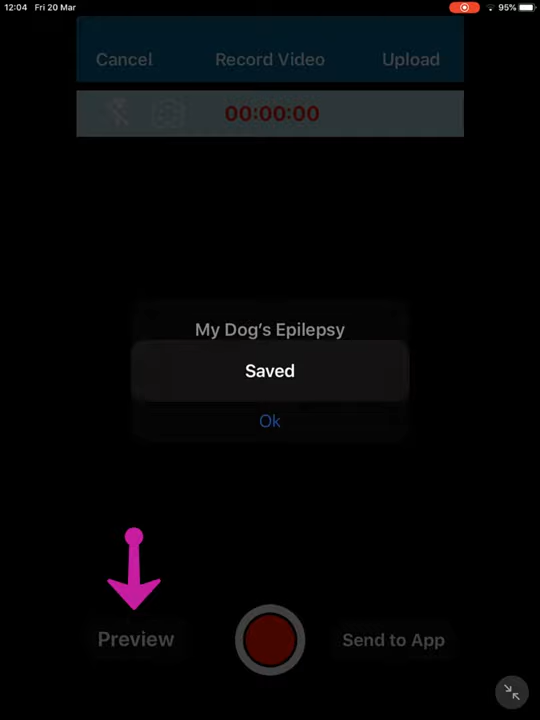 12:04 Fri 20 Mar 95%
Cancel Record Video Upload
00:00:00
My Dog's Epilepsy
Saved
Ok
Preview Send to App